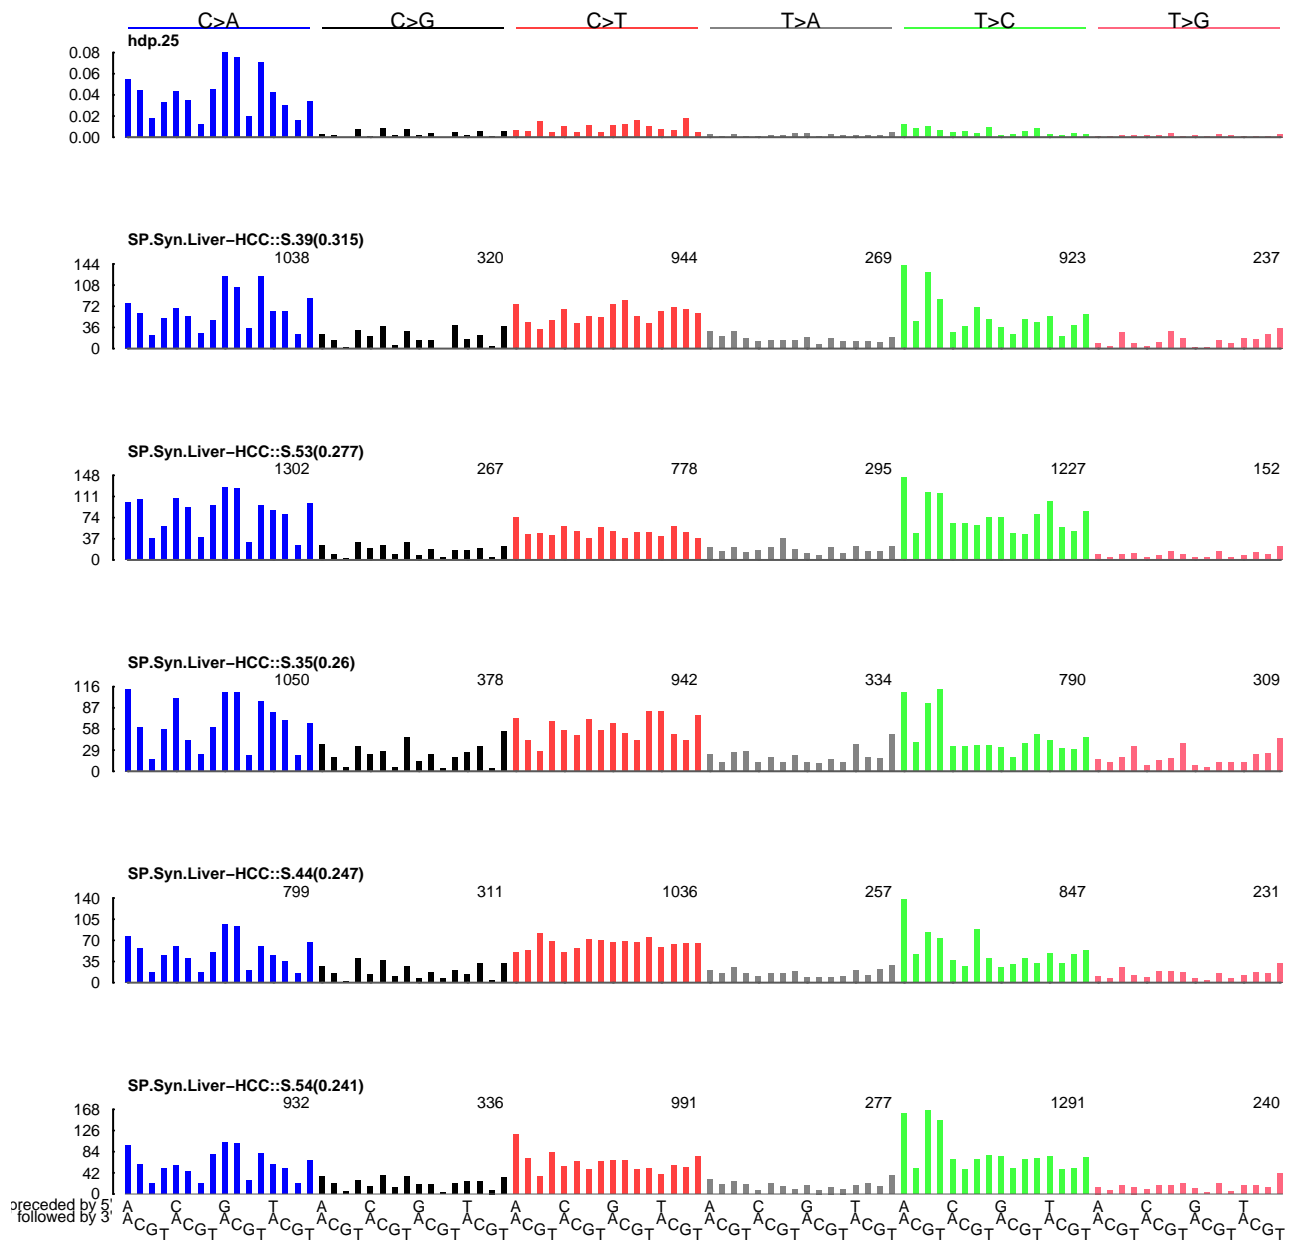 C>A C>G C>T T>A T>C T>G
hdp.25
0.08
0.06
0.04
0.02
0.00
SP.Syn.Liver−HCC::S.39(0.315)
1038 320 944 269 923 237
144
108
72
36
0
SP.Syn.Liver−HCC::S.53(0.277)
1302 267 778 295 1227 152
148
111
74
37
0
SP.Syn.Liver−HCC::S.35(0.26)
1050 378 942 334 790 309
116
87
58
29
0
SP.Syn.Liver−HCC::S.44(0.247)
799 311 1036 257 847 231
140
105
70
35
0
SP.Syn.Liver−HCC::S.54(0.241)
932 336 991 277 1291 240
168
126
84
42
0
preceded by 5' A C G T A C G T A C G T A C G T A C G T A C G T
followed by 3' A C G T A C G T A C G T A C G T A C G T A C G T A C G T A C G T A C G T A C G T A C G T A C G T A C G T A C G T A C G T A C G T A C G T A C G T A C G T A C G T A C G T A C G T A C G T A C G T